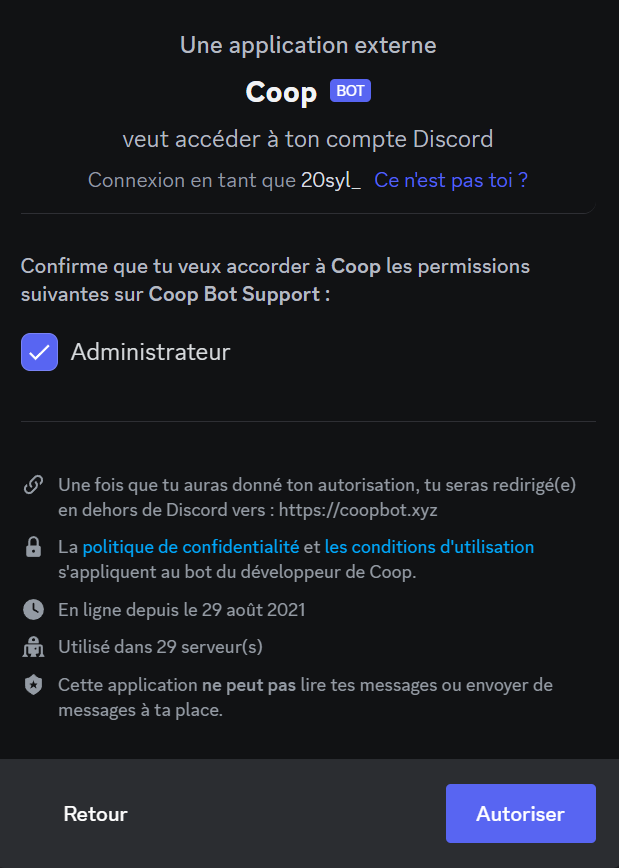 Une application externe
Coop BOT
veut accéder à ton compte Discord
Connexion en tant que 20syl_ Ce n'est pas toi ?
Confirme que tu veux accorder à Coop les permissions
suivantes sur Coop Bot Support :
Administrateur
Une fois que tu auras donné ton autorisation, tu seras redirigé(e)
en dehors de Discord vers : https://coopbot.xyz
La politique de confidentialité et les conditions d'utilisation
s'appliquent au bot du développeur de Coop.
En ligne depuis le 29 août 2021
Utilisé dans 29 serveur(s)
Cette application ne peut pas lire tes messages ou envoyer de
messages à ta place.
Retour Autoriser